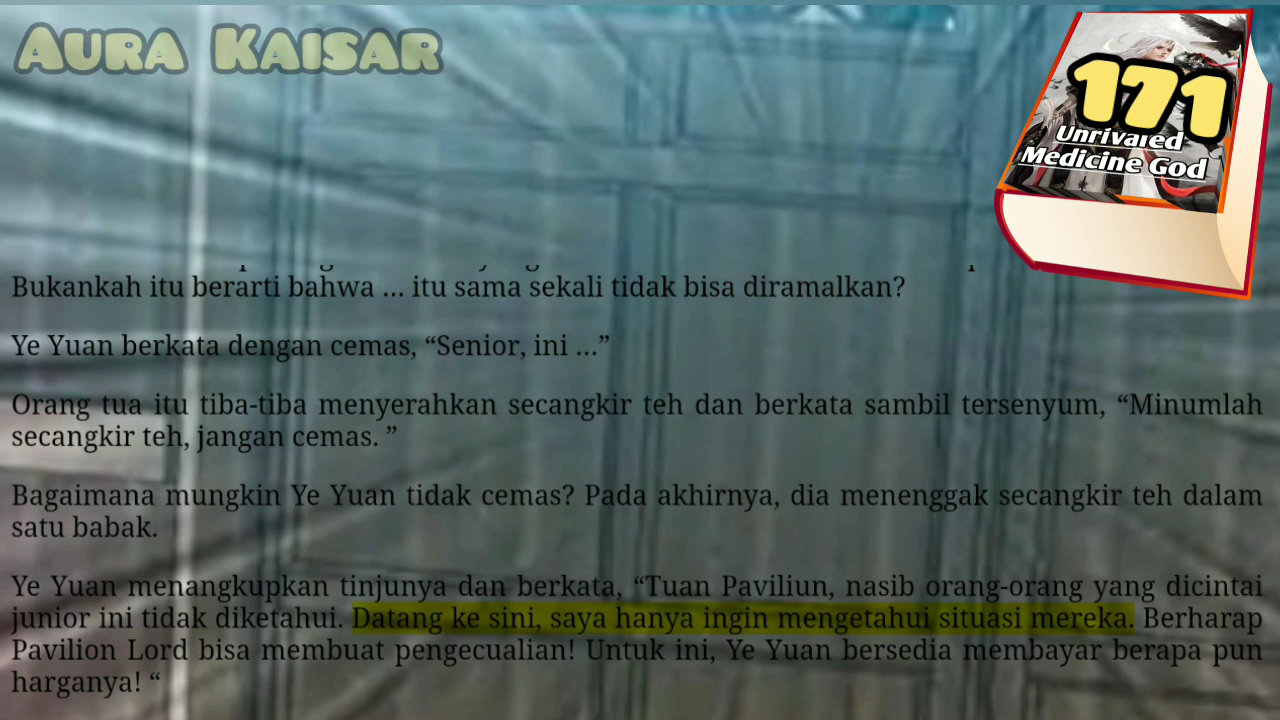 Aura Kaisar
171
Unrivaled
Medicine God
Bukankah itu berarti bahwa ... itu sama sekali tidak bisa diramalkan?
Ye Yuan berkata dengan cemas, “Senior, ini ...”
Orang tua itu tiba-tiba menyerahkan secangkir teh dan berkata sambil tersenyum, “Minumlah
secangkir teh, jangan cemas. ”
Bagaimana mungkin Ye Yuan tidak cemas? Pada akhirnya, dia menenggak secangkir teh dalam
satu babak.
Ye Yuan menangkupkan tinjunya dan berkata, “Tuan Paviliun, nasib orang-orang yang dicintai
junior ini tidak diketahui. Datang ke sini, saya hanya ingin mengetahui situasi mereka. Berharap
Pavilion Lord bisa membuat pengecualian! Untuk ini, Ye Yuan bersedia membayar berapa pun
harganya! “